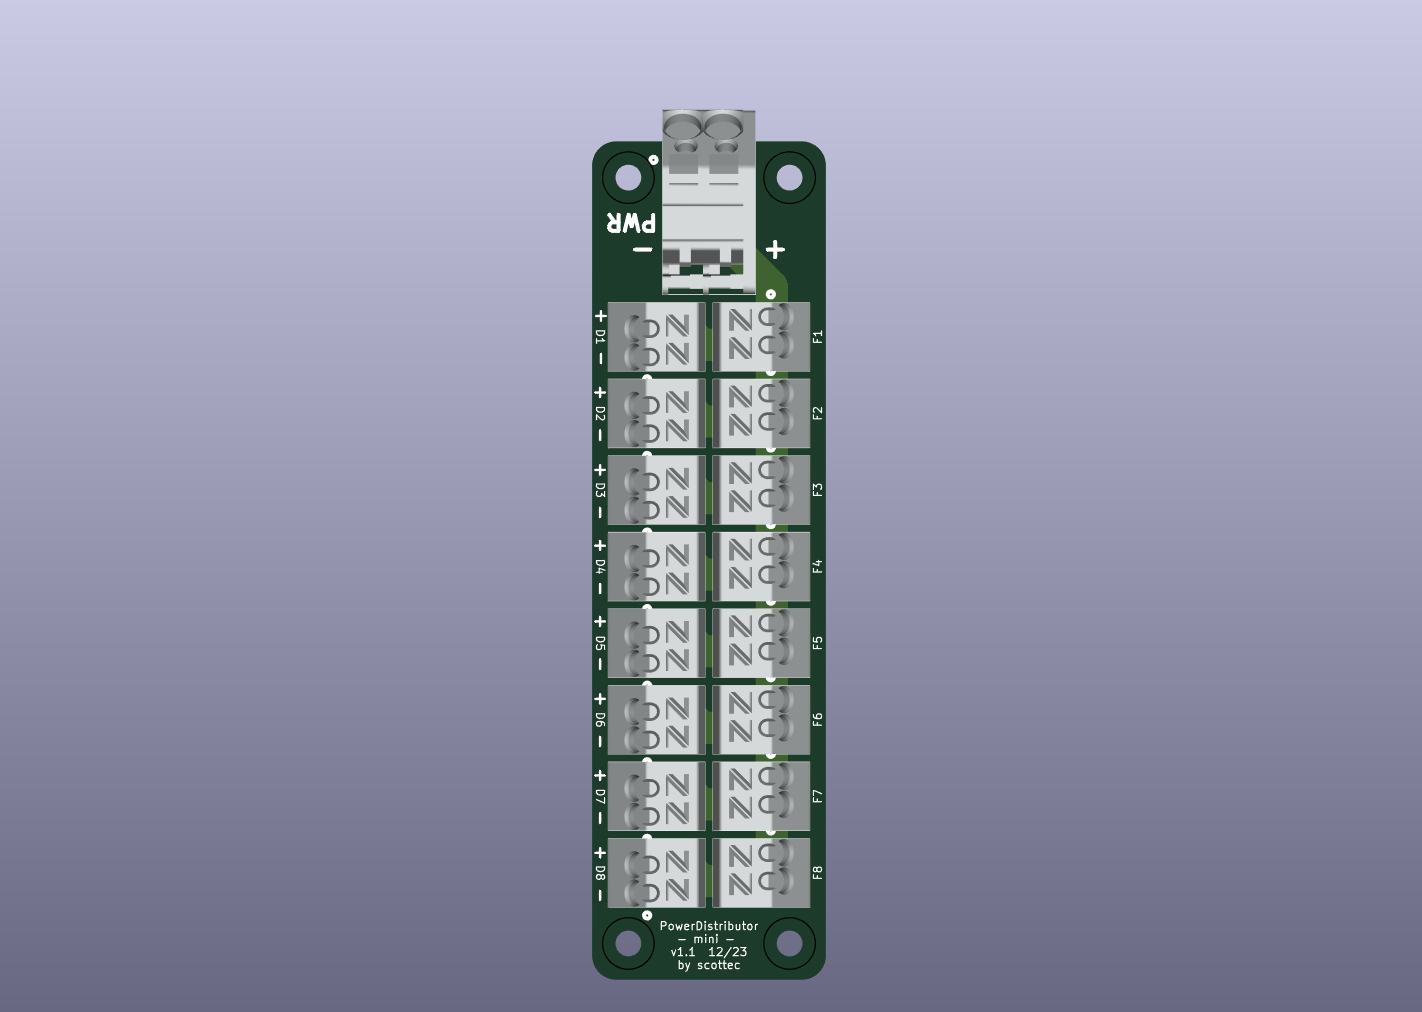 PWR
- +
+ D1 - F1
+ D2 - F2
+ D3 - F3
+ D4 - F4
+ D5 - F5
+ D6 - F6
+ D7 - F7
+ D8 - F8
PowerDistributor
- mini -
v1.1 12/23
by scottec